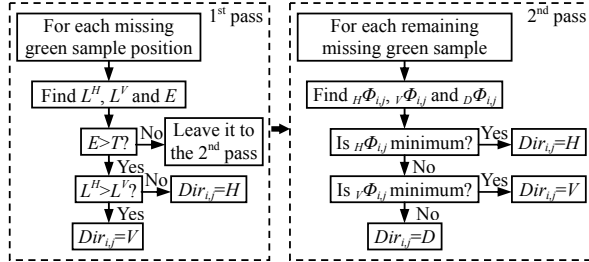 1st pass
For each missing
green sample position
Find L^H, L^V and E
E>T?
No
Leave it to
the 2nd pass
Yes
L^H>L^V?
No
Dir_{i,j}=H
Yes
Dir_{i,j}=V
2nd pass
For each remaining
missing green sample
Find _HΦ_{i,j}, _VΦ_{i,j} and _DΦ_{i,j}
Is _HΦ_{i,j} minimum?
Yes
Dir_{i,j}=H
No
Is _VΦ_{i,j} minimum?
Yes
Dir_{i,j}=V
No
Dir_{i,j}=D